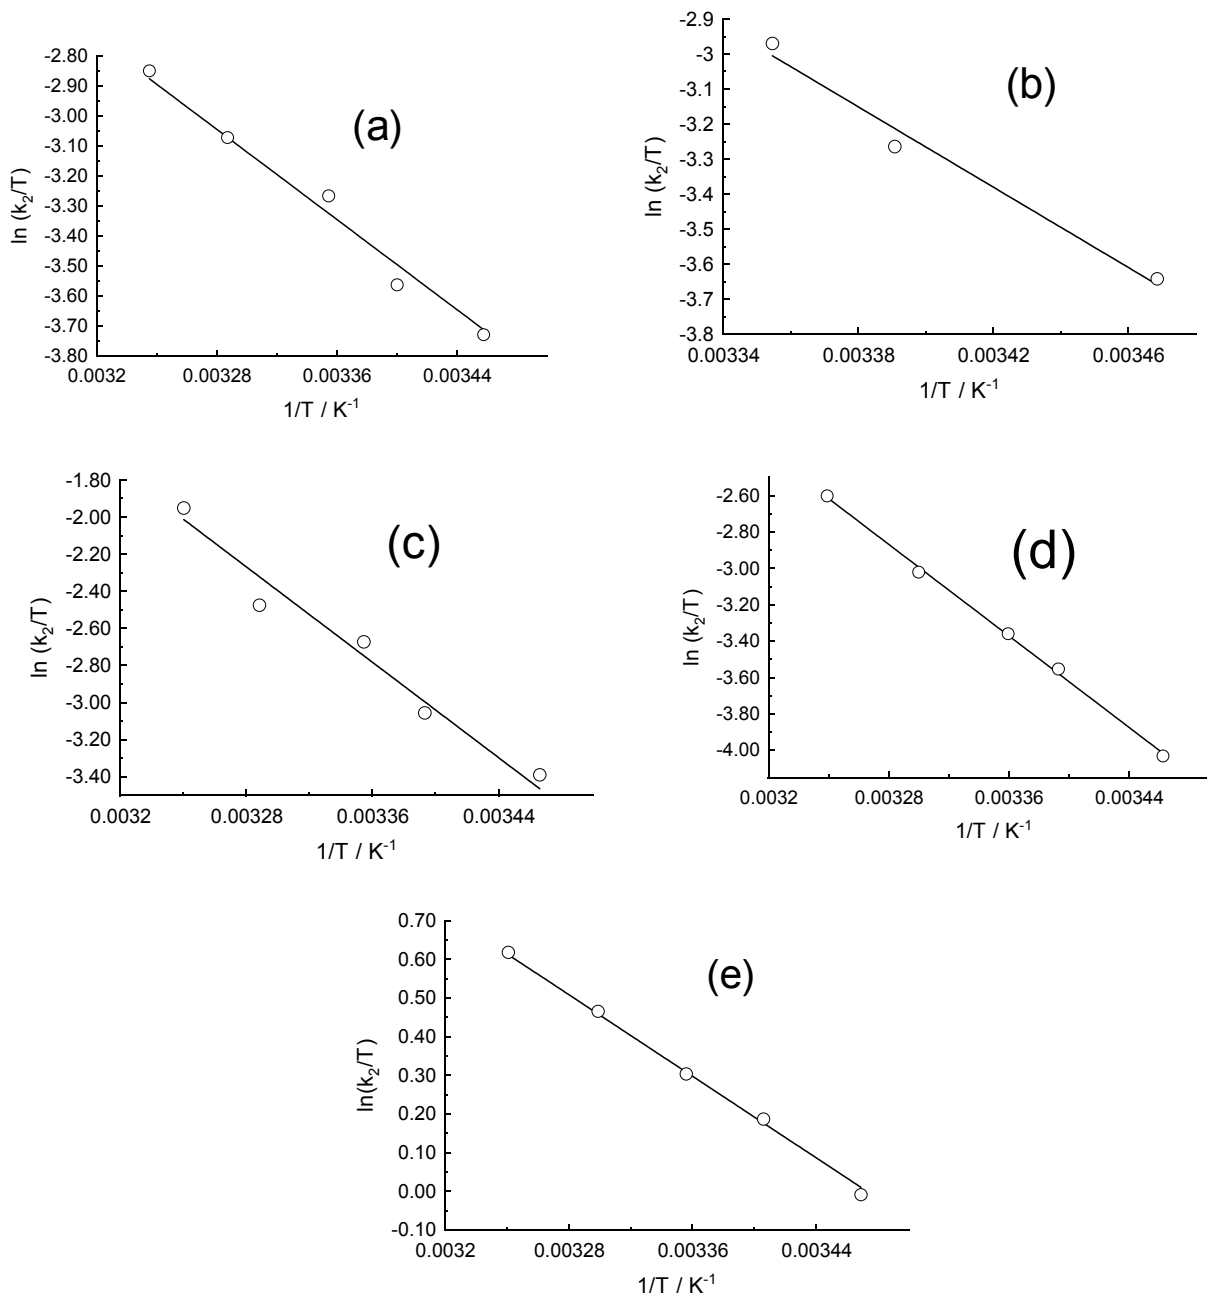 -2.80
-2.90
-3.00
-3.10
-3.20
-3.30
-3.40
-3.50
-3.60
-3.70
-3.80
ln (k₂/T)
(a)
0.0032 0.00328 0.00336 0.00344
1/T / K⁻¹
-2.9
-3
-3.1
-3.2
-3.3
-3.4
-3.5
-3.6
-3.7
-3.8
ln (k₂/T)
(b)
0.00334 0.00338 0.00342 0.00346
1/T / K⁻¹
-1.80
-2.00
-2.20
-2.40
-2.60
-2.80
-3.00
-3.20
-3.40
ln (k₂/T)
(c)
0.0032 0.00328 0.00336 0.00344
1/T / K⁻¹
-2.60
-2.80
-3.00
-3.20
-3.40
-3.60
-3.80
-4.00
ln (k₂/T)
(d)
0.0032 0.00328 0.00336 0.00344
1/T / K⁻¹
0.70
0.60
0.50
0.40
0.30
0.20
0.10
0.00
-0.10
ln(k₂/T)
(e)
0.0032 0.00328 0.00336 0.00344
1/T / K⁻¹